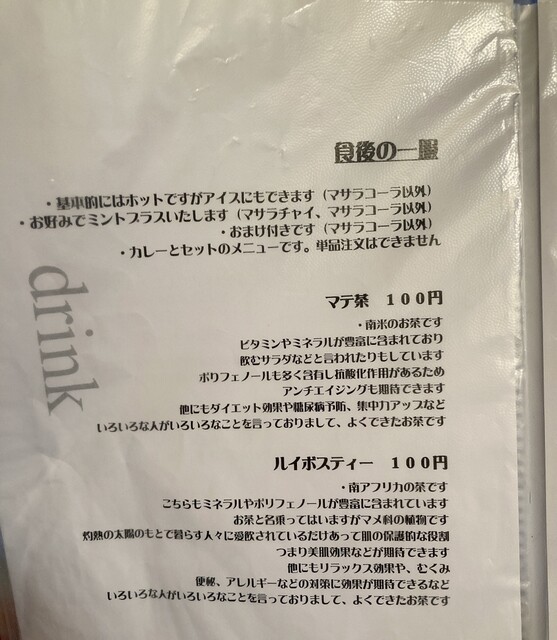 食後の一服
・基本的にはホットですがアイスにもできます（マサラコーラ以外）
・お好みでミントプラスいたします（マサラチャイ、マサラコーラ以外）
・おまけ付きです（マサラコーラ以外）
・カレーとセットのメニューです。単品注文はできません
drink
マテ茶　100円
・南米のお茶です
ビタミンやミネラルが豊富に含まれており
飲むサラダなどと言われたりもしています
ポリフェノールも多く含有し抗酸化作用があるため
アンチエイジングも期待できます
他にもダイエット効果や糖尿病予防、集中力アップなど
いろいろな人がいろいろなことを言っておりまして、よくできたお茶です
ルイボスティー　100円
・南アフリカの茶です
こちらもミネラルやポリフェノールが豊富に含まれています
お茶と名乗ってはいますがマメ科の植物です
灼熱の太陽のもとで暮らす人々に愛飲されているだけあって肌の保護的な役割
つまり美肌効果などが期待できます
他にもリラックス効果や、むくみ
便秘、アレルギーなどの対策に効果が期待できるなど
いろいろな人がいろいろなことを言っておりまして、よくできたお茶です